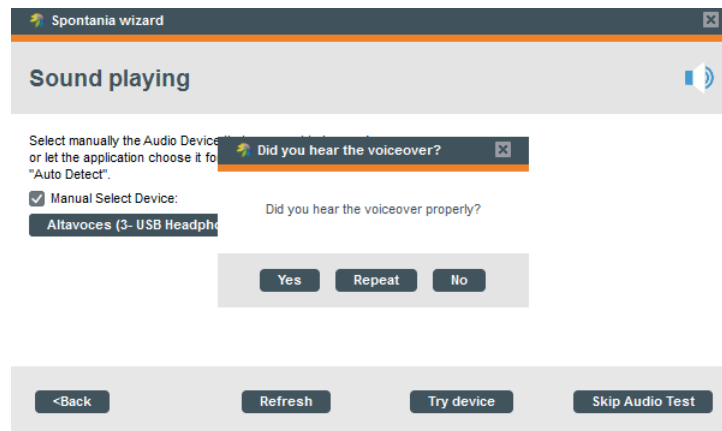 Spontania wizard
Sound playing
Select manually the Audio Device
or let the application choose it fo
"Auto Detect".
Manual Select Device:
Altavoces (3- USB Headpho
Did you hear the voiceover?
Did you hear the voiceover properly?
Yes Repeat No
<Back Refresh Try device Skip Audio Test